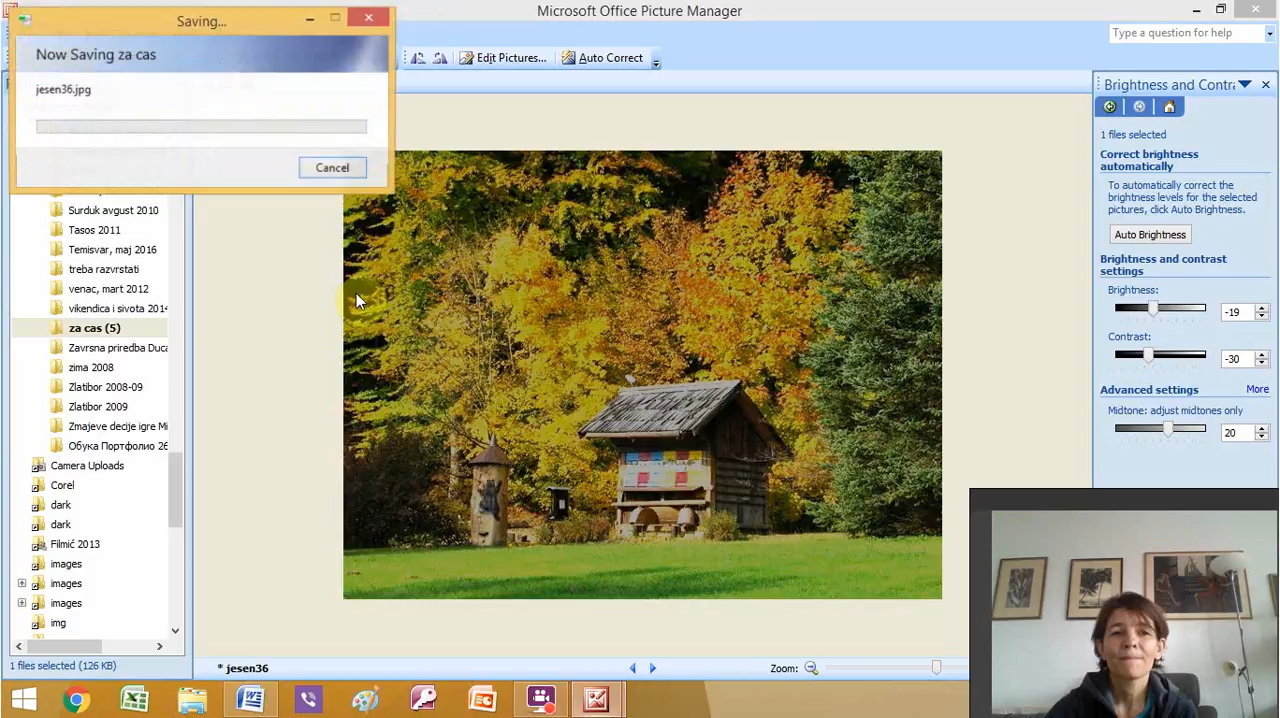 Saving...
Microsoft Office Picture Manager
Type a question for help
Now Saving za cas
jesen36.jpg
Cancel
Edit Pictures...
Auto Correct
Surduk avgust 2010
Tasos 2011
Temisvar, maj 2016
treba razvrstati
venac, mart 2012
vikendica i sivota 2014
za cas (5)
Zavrsna priredba Duca
zima 2008
Zlatibor 2008-09
Zlatibor 2009
Zmajeve decije igre Mi
Обука Портфолио 26
Camera Uploads
Corel
dark
dark
Filmić 2013
images
images
images
img
1 files selected (126 KB)
* jesen36
Zoom:
Brightness and Contra
1 files selected
Correct brightness
automatically
To automatically correct the
brightness levels for the selected
pictures, click Auto Brightness.
Auto Brightness
Brightness and contrast
settings
Brightness:
-19
Contrast:
-30
Advanced settings
More
Midtone: adjust midtones only
20